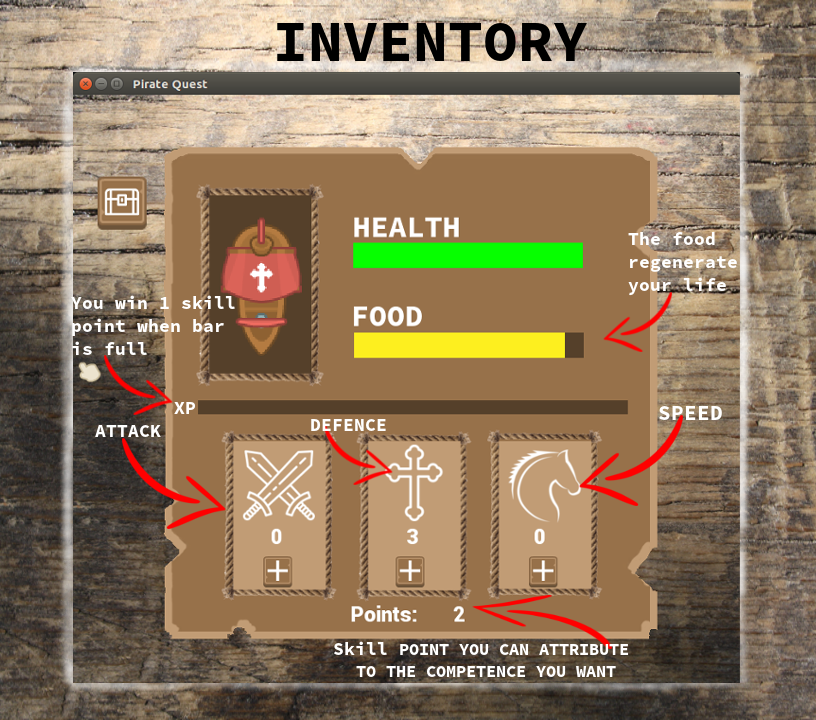 INVENTORY
Pirate Quest
HEALTH
The food
regenerate
your life
You win 1 skill
point when bar
is full
FOOD
XP
ATTACK
DEFENCE
SPEED
0
3
0
Points: 2
Skill POINT YOU CAN ATTRIBUTE
TO THE COMPETENCE YOU WANT